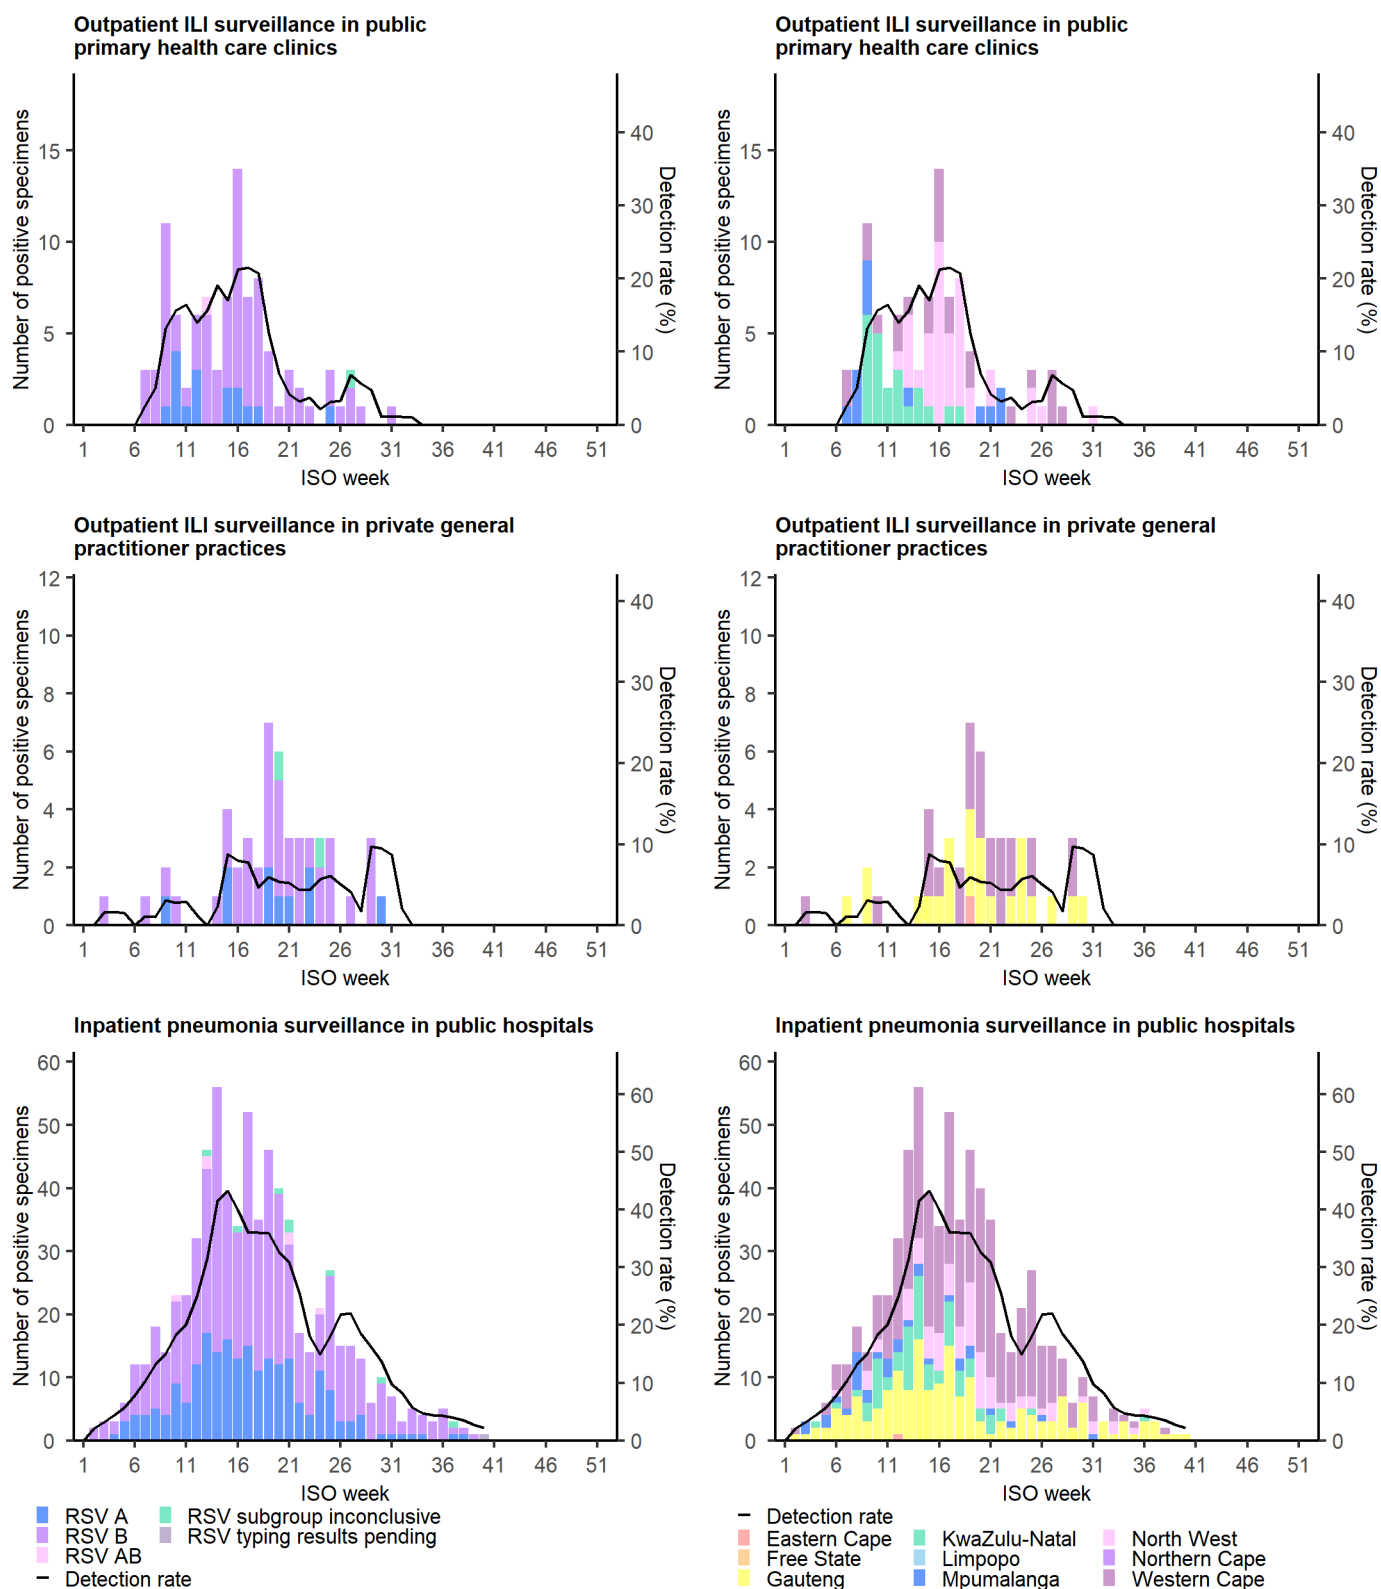 Outpatient ILI surveillance in public
primary health care clinics
Number of positive specimens
15
10
5
0
40
30
20
10
0
Detection rate (%)
1 6 11 16 21 26 31 36 41 46 51
ISO week
Outpatient ILI surveillance in public
primary health care clinics
Number of positive specimens
15
10
5
0
40
30
20
10
0
Detection rate (%)
1 6 11 16 21 26 31 36 41 46 51
ISO week
Outpatient ILI surveillance in private general
practitioner practices
Number of positive specimens
12
10
8
6
4
2
0
40
30
20
10
0
Detection rate (%)
1 6 11 16 21 26 31 36 41 46 51
ISO week
Outpatient ILI surveillance in private general
practitioner practices
Number of positive specimens
12
10
8
6
4
2
0
40
30
20
10
0
Detection rate (%)
1 6 11 16 21 26 31 36 41 46 51
ISO week
Inpatient pneumonia surveillance in public hospitals
Number of positive specimens
60
50
40
30
20
10
0
60
50
40
30
20
10
0
Detection rate (%)
1 6 11 16 21 26 31 36 41 46 51
ISO week
RSV A
RSV B
RSV AB
Detection rate
RSV subgroup inconclusive
RSV typing results pending
Inpatient pneumonia surveillance in public hospitals
Number of positive specimens
60
50
40
30
20
10
0
60
50
40
30
20
10
0
Detection rate (%)
1 6 11 16 21 26 31 36 41 46 51
ISO week
Detection rate
Eastern Cape
Free State
Gauteng
KwaZulu-Natal
Limpopo
Mpumalanga
North West
Northern Cape
Western Cape